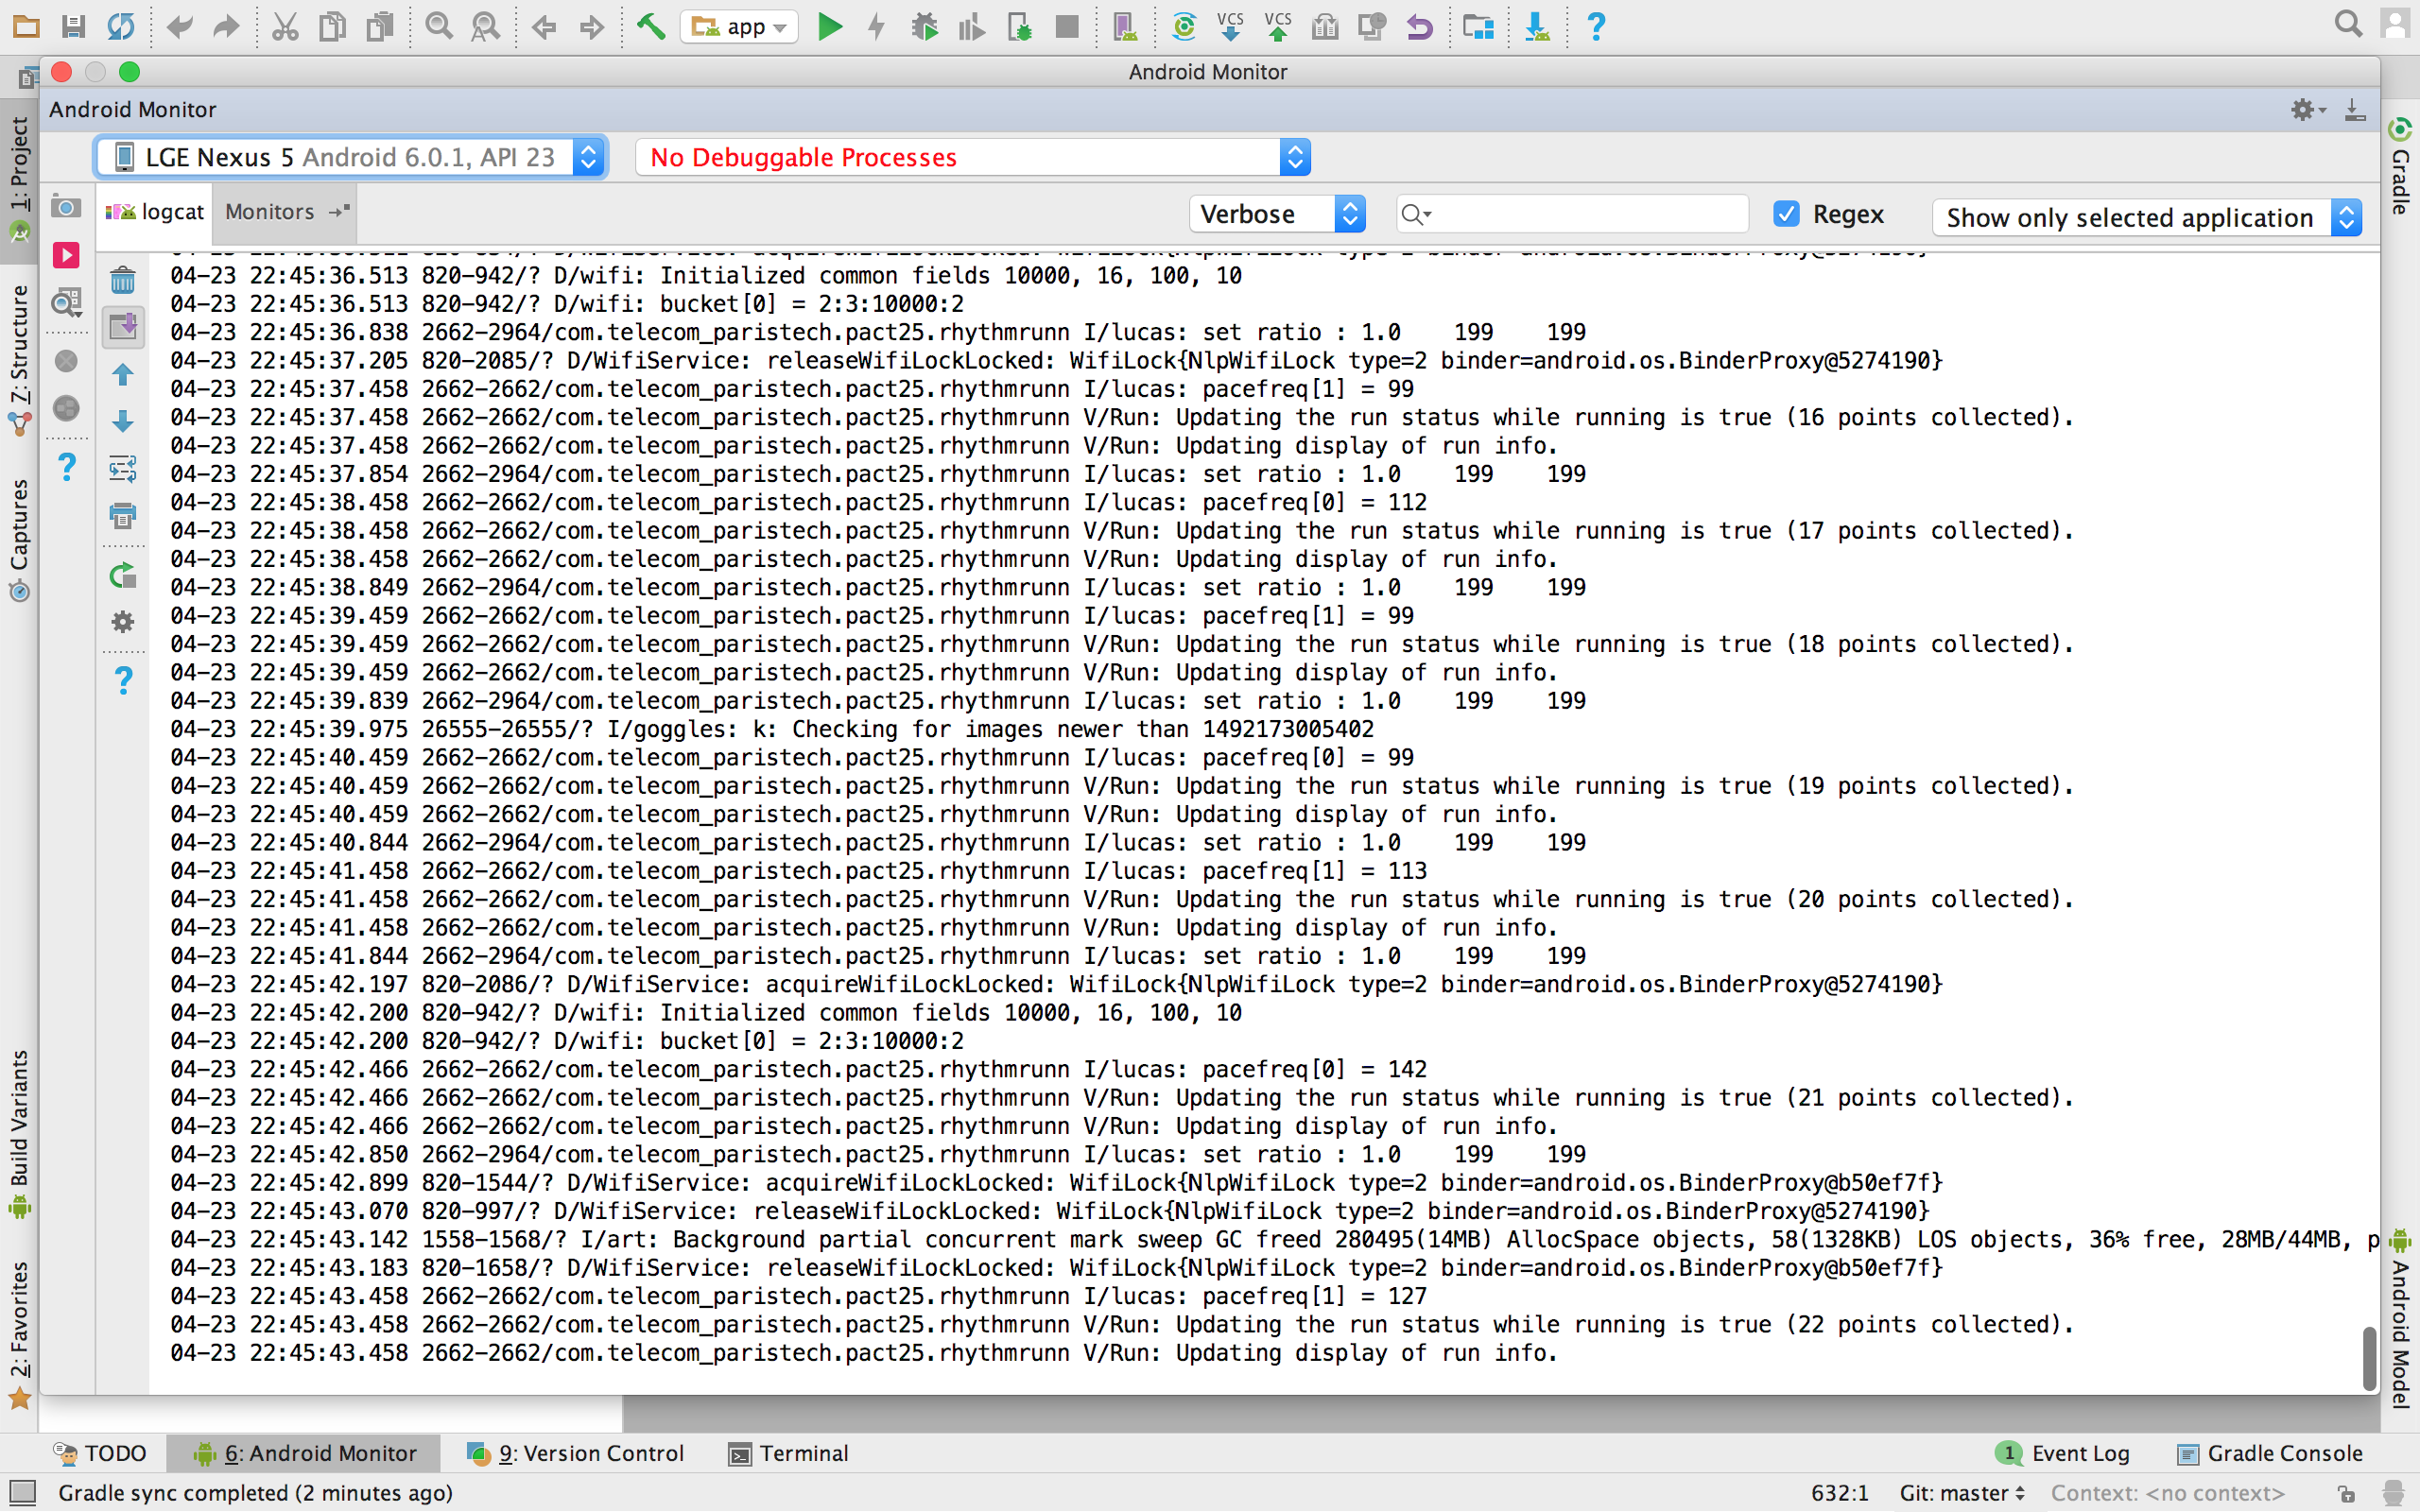 app
VCS
VCS
Android Monitor
Android Monitor
LGE Nexus 5 Android 6.0.1, API 23
No Debuggable Processes
logcat
Monitors
Verbose
Regex
Show only selected application
1: Project
7: Structure
Captures
Build Variants
2: Favorites
Gradle
Android Model
04-23 22:45:36.513 820-942/? D/wifi: Initialized common fields 10000, 16, 100, 10
04-23 22:45:36.513 820-942/? D/wifi: bucket[0] = 2:3:10000:2
04-23 22:45:36.838 2662-2964/com.telecom_paristech.pact25.rhythmrunn I/lucas: set ratio : 1.0    199    199
04-23 22:45:37.205 820-2085/? D/WifiService: releaseWifiLockLocked: WifiLock{NlpWifiLock type=2 binder=android.os.BinderProxy@5274190}
04-23 22:45:37.458 2662-2662/com.telecom_paristech.pact25.rhythmrunn I/lucas: pacefreq[1] = 99
04-23 22:45:37.458 2662-2662/com.telecom_paristech.pact25.rhythmrunn V/Run: Updating the run status while running is true (16 points collected).
04-23 22:45:37.458 2662-2662/com.telecom_paristech.pact25.rhythmrunn V/Run: Updating display of run info.
04-23 22:45:37.854 2662-2964/com.telecom_paristech.pact25.rhythmrunn I/lucas: set ratio : 1.0    199    199
04-23 22:45:38.458 2662-2662/com.telecom_paristech.pact25.rhythmrunn I/lucas: pacefreq[0] = 112
04-23 22:45:38.458 2662-2662/com.telecom_paristech.pact25.rhythmrunn V/Run: Updating the run status while running is true (17 points collected).
04-23 22:45:38.458 2662-2662/com.telecom_paristech.pact25.rhythmrunn V/Run: Updating display of run info.
04-23 22:45:38.849 2662-2964/com.telecom_paristech.pact25.rhythmrunn I/lucas: set ratio : 1.0    199    199
04-23 22:45:39.459 2662-2662/com.telecom_paristech.pact25.rhythmrunn I/lucas: pacefreq[1] = 99
04-23 22:45:39.459 2662-2662/com.telecom_paristech.pact25.rhythmrunn V/Run: Updating the run status while running is true (18 points collected).
04-23 22:45:39.459 2662-2662/com.telecom_paristech.pact25.rhythmrunn V/Run: Updating display of run info.
04-23 22:45:39.839 2662-2964/com.telecom_paristech.pact25.rhythmrunn I/lucas: set ratio : 1.0    199    199
04-23 22:45:39.975 26555-26555/? I/goggles: k: Checking for images newer than 1492173005402
04-23 22:45:40.459 2662-2662/com.telecom_paristech.pact25.rhythmrunn I/lucas: pacefreq[0] = 99
04-23 22:45:40.459 2662-2662/com.telecom_paristech.pact25.rhythmrunn V/Run: Updating the run status while running is true (19 points collected).
04-23 22:45:40.459 2662-2662/com.telecom_paristech.pact25.rhythmrunn V/Run: Updating display of run info.
04-23 22:45:40.844 2662-2964/com.telecom_paristech.pact25.rhythmrunn I/lucas: set ratio : 1.0    199    199
04-23 22:45:41.458 2662-2662/com.telecom_paristech.pact25.rhythmrunn I/lucas: pacefreq[1] = 113
04-23 22:45:41.458 2662-2662/com.telecom_paristech.pact25.rhythmrunn V/Run: Updating the run status while running is true (20 points collected).
04-23 22:45:41.458 2662-2662/com.telecom_paristech.pact25.rhythmrunn V/Run: Updating display of run info.
04-23 22:45:41.844 2662-2964/com.telecom_paristech.pact25.rhythmrunn I/lucas: set ratio : 1.0    199    199
04-23 22:45:42.197 820-2086/? D/WifiService: acquireWifiLockLocked: WifiLock{NlpWifiLock type=2 binder=android.os.BinderProxy@5274190}
04-23 22:45:42.200 820-942/? D/wifi: Initialized common fields 10000, 16, 100, 10
04-23 22:45:42.200 820-942/? D/wifi: bucket[0] = 2:3:10000:2
04-23 22:45:42.466 2662-2662/com.telecom_paristech.pact25.rhythmrunn I/lucas: pacefreq[0] = 142
04-23 22:45:42.466 2662-2662/com.telecom_paristech.pact25.rhythmrunn V/Run: Updating the run status while running is true (21 points collected).
04-23 22:45:42.466 2662-2662/com.telecom_paristech.pact25.rhythmrunn V/Run: Updating display of run info.
04-23 22:45:42.850 2662-2964/com.telecom_paristech.pact25.rhythmrunn I/lucas: set ratio : 1.0    199    199
04-23 22:45:42.899 820-1544/? D/WifiService: acquireWifiLockLocked: WifiLock{NlpWifiLock type=2 binder=android.os.BinderProxy@b50ef7f}
04-23 22:45:43.070 820-997/? D/WifiService: releaseWifiLockLocked: WifiLock{NlpWifiLock type=2 binder=android.os.BinderProxy@5274190}
04-23 22:45:43.142 1558-1568/? I/art: Background partial concurrent mark sweep GC freed 280495(14MB) AllocSpace objects, 58(1328KB) LOS objects, 36% free, 28MB/44MB, p
04-23 22:45:43.183 820-1658/? D/WifiService: releaseWifiLockLocked: WifiLock{NlpWifiLock type=2 binder=android.os.BinderProxy@b50ef7f}
04-23 22:45:43.458 2662-2662/com.telecom_paristech.pact25.rhythmrunn I/lucas: pacefreq[1] = 127
04-23 22:45:43.458 2662-2662/com.telecom_paristech.pact25.rhythmrunn V/Run: Updating the run status while running is true (22 points collected).
04-23 22:45:43.458 2662-2662/com.telecom_paristech.pact25.rhythmrunn V/Run: Updating display of run info.
TODO
6: Android Monitor
9: Version Control
Terminal
1 Event Log
Gradle Console
Gradle sync completed (2 minutes ago)
632:1
Git: master
Context: <no context>